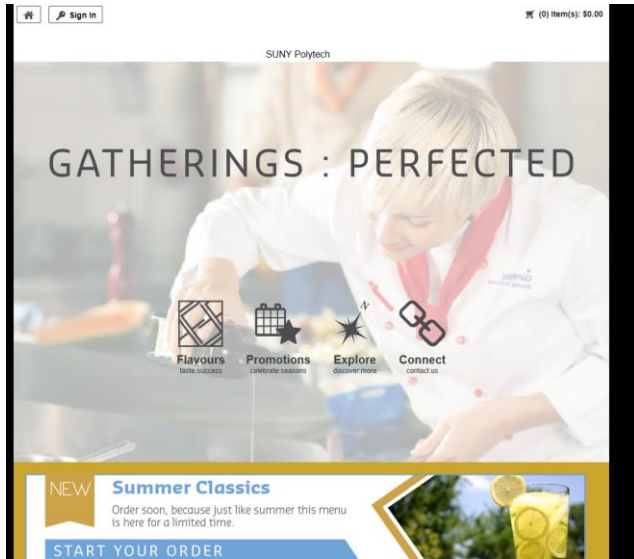 Sign In
(0) Item(s): $0.00
SUNY Polytech
GATHERINGS : PERFECTED
Flavours
taste.success
Promotions
celebrate.seasons
Explore
discover.more
Connect
contact.us
NEW
Summer Classics
Order soon, because just like summer this menu
is here for a limited time.
START YOUR ORDER